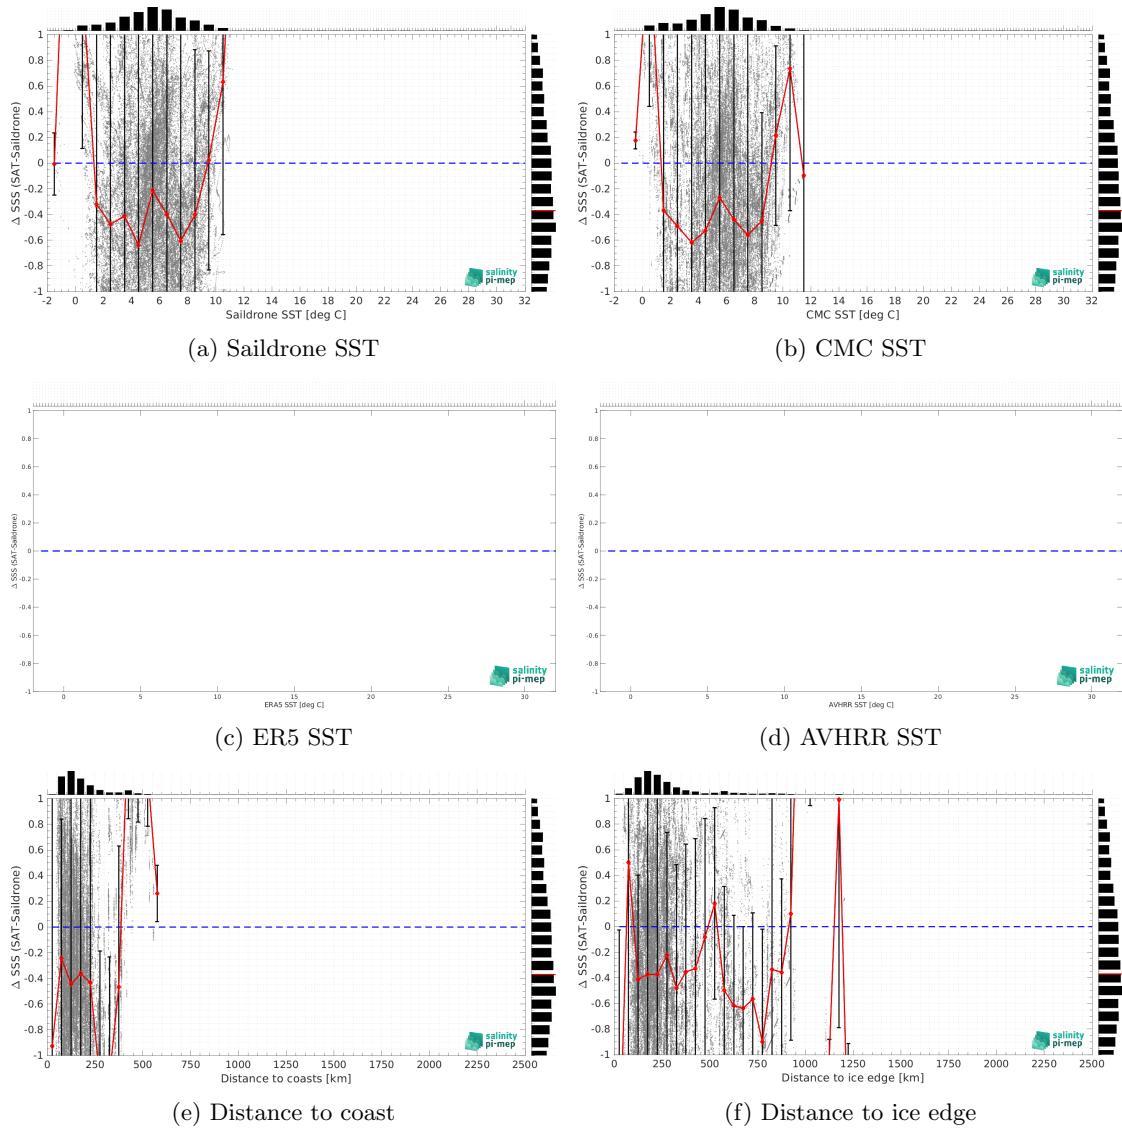 1
0.8
0.6
0.4
0.2
0
-0.2
-0.4
-0.6
-0.8
-1
Δ SSS (SAT-Saildrone)
-2 0 2 4 6 8 10 12 14 16 18 20 22 24 26 28 30 32
Saildrone SST [deg C]
salinity
pi-mep
(a) Saildrone SST
1
0.8
0.6
0.4
0.2
0
-0.2
-0.4
-0.6
-0.8
-1
Δ SSS (SAT-Saildrone)
-2 0 2 4 6 8 10 12 14 16 18 20 22 24 26 28 30 32
CMC SST [deg C]
salinity
pi-mep
(b) CMC SST
1
0.8
0.6
0.4
0.2
0
-0.2
-0.4
-0.6
-0.8
-1
Δ SSS (SAT-Saildrone)
0 5 10 15 20 25 30
ERA5 SST [deg C]
salinity
pi-mep
(c) ER5 SST
1
0.8
0.6
0.4
0.2
0
-0.2
-0.4
-0.6
-0.8
-1
Δ SSS (SAT-Saildrone)
0 5 10 15 20 25 30
AVHRR SST [deg C]
salinity
pi-mep
(d) AVHRR SST
1
0.8
0.6
0.4
0.2
0
-0.2
-0.4
-0.6
-0.8
-1
Δ SSS (SAT-Saildrone)
0 250 500 750 1000 1250 1500 1750 2000 2250 2500
Distance to coasts [km]
salinity
pi-mep
(e) Distance to coast
1
0.8
0.6
0.4
0.2
0
-0.2
-0.4
-0.6
-0.8
-1
Δ SSS (SAT-Saildrone)
0 250 500 750 1000 1250 1500 1750 2000 2250 2500
Distance to ice edge [km]
salinity
pi-mep
(f) Distance to ice edge